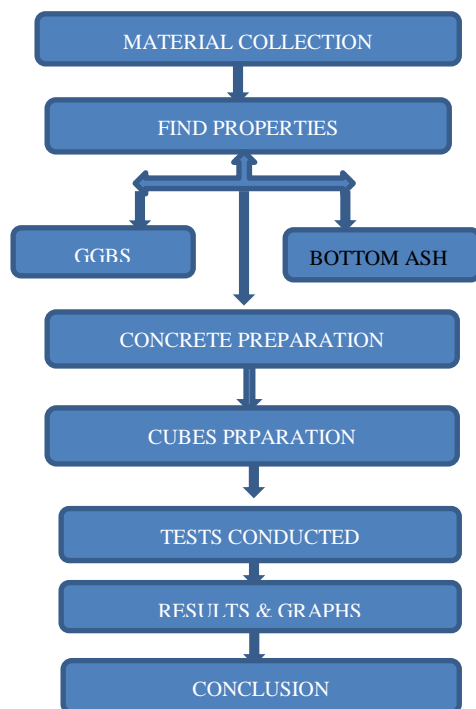 MATERIAL COLLECTION
FIND PROPERTIES
GGBS
BOTTOM ASH
CONCRETE PREPARATION
CUBES PRPARATION
TESTS CONDUCTED
RESULTS & GRAPHS
CONCLUSION